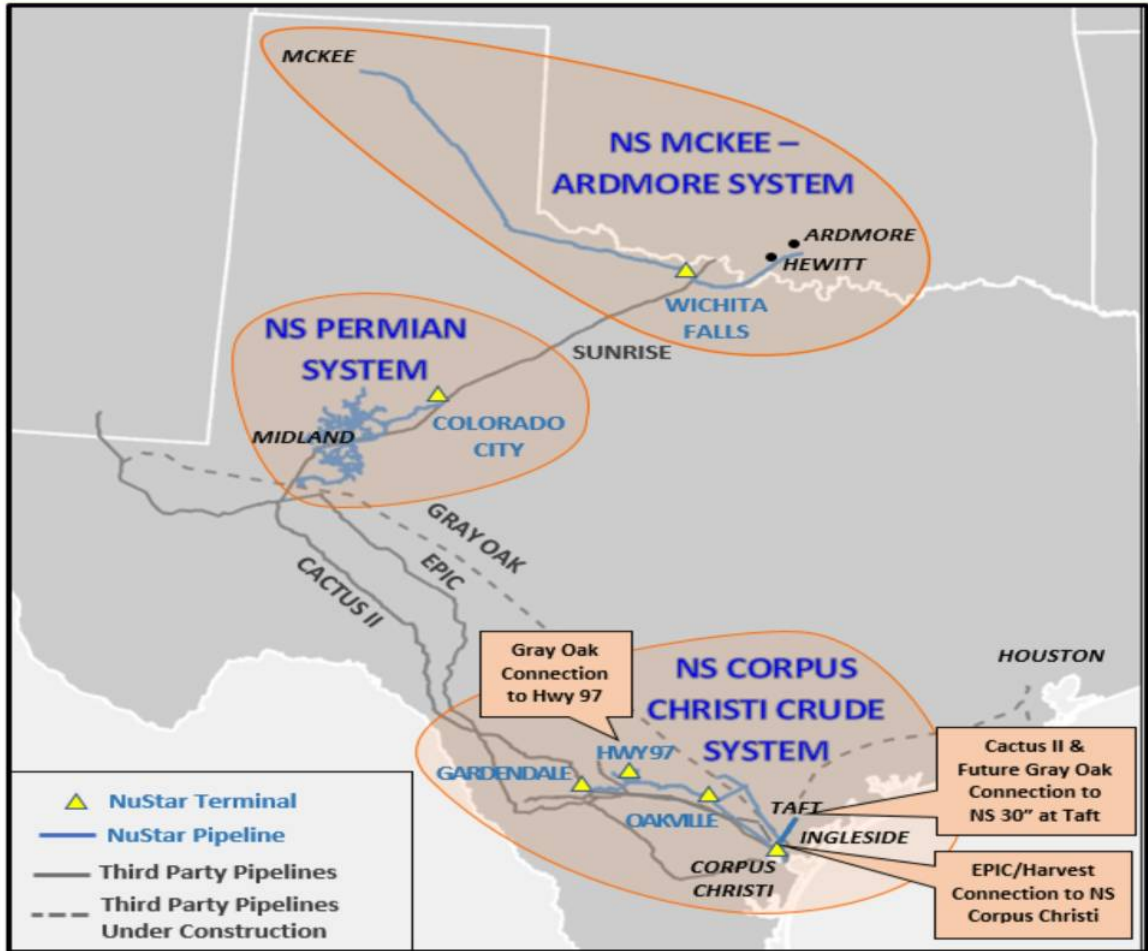 MCKEE
NS MCKEE –
ARDMORE SYSTEM
ARDMORE
HEWITT
WICHITA
FALLS
SUNRISE
NS PERMIAN
SYSTEM
COLORADO
CITY
MIDLAND
GRAY OAK
EPIC
CACTUS II
Gray Oak
Connection
to Hwy 97
NS CORPUS
CHRISTI CRUDE
SYSTEM
HOUSTON
HWY 97
GARDENDALE
OAKVILLE
TAFT
INGLESIDE
CORPUS
CHRISTI
Cactus II &
Future Gray Oak
Connection to
NS 30” at Taft
EPIC/Harvest
Connection to NS
Corpus Christi
NuStar Terminal
NuStar Pipeline
Third Party Pipelines
Third Party Pipelines
Under Construction